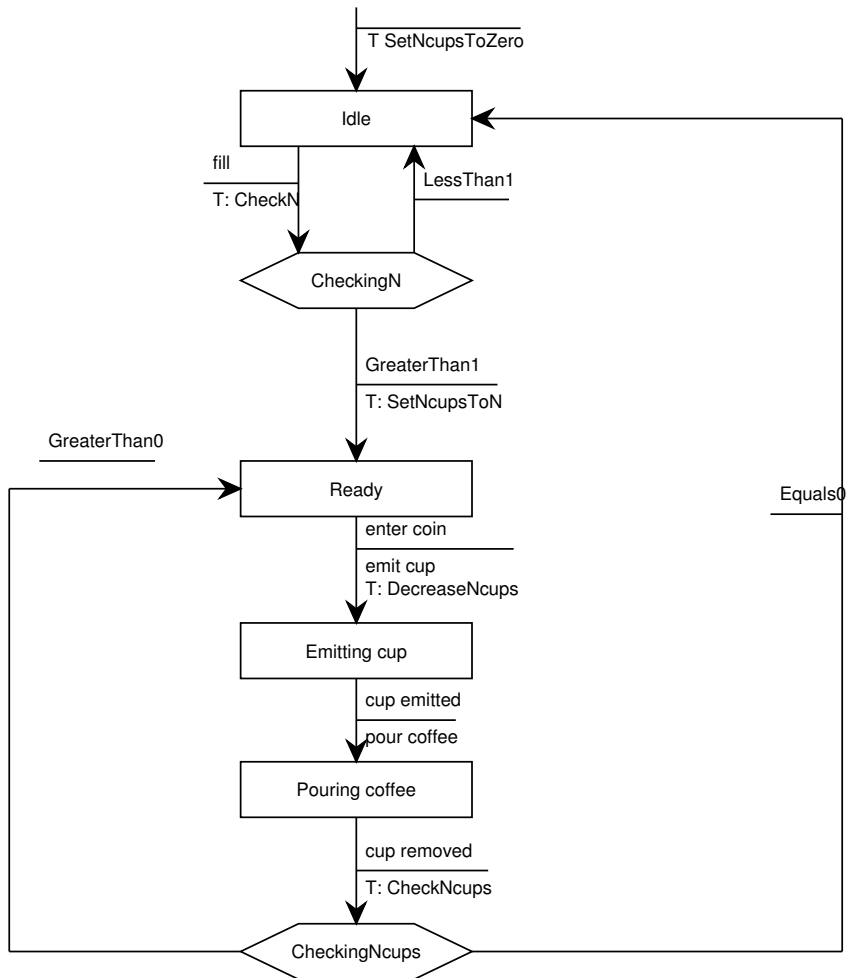 T SetNcupsToZero
Idle
fill
T: CheckN
LessThan1
CheckingN
GreaterThan1
T: SetNcupsToN
GreaterThan0
Ready
Equals0
enter coin
emit cup
T: DecreaseNcups
Emitting cup
cup emitted
pour coffee
Pouring coffee
cup removed
T: CheckNcups
CheckingNcups